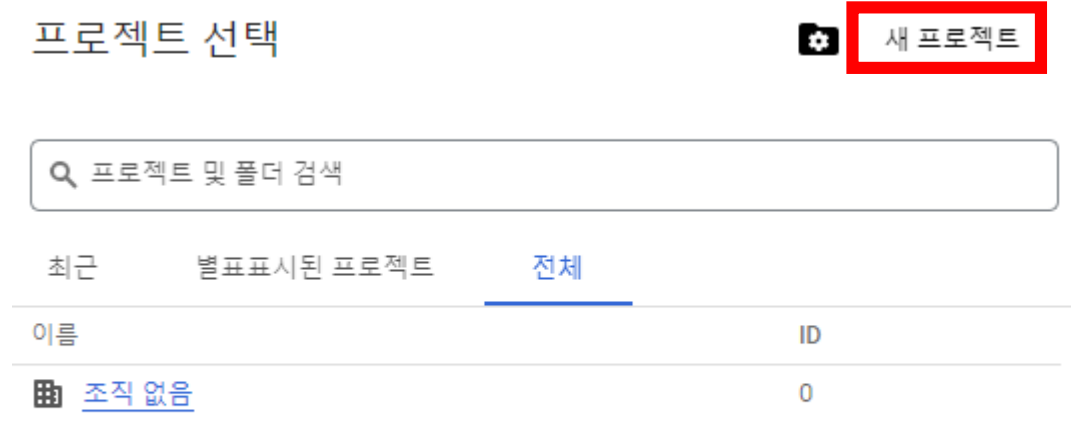 프로젝트 선택 새 프로젝트
프로젝트 및 폴더 검색
최근 별표표시된 프로젝트 전체
이름 ID
조직 없음 0